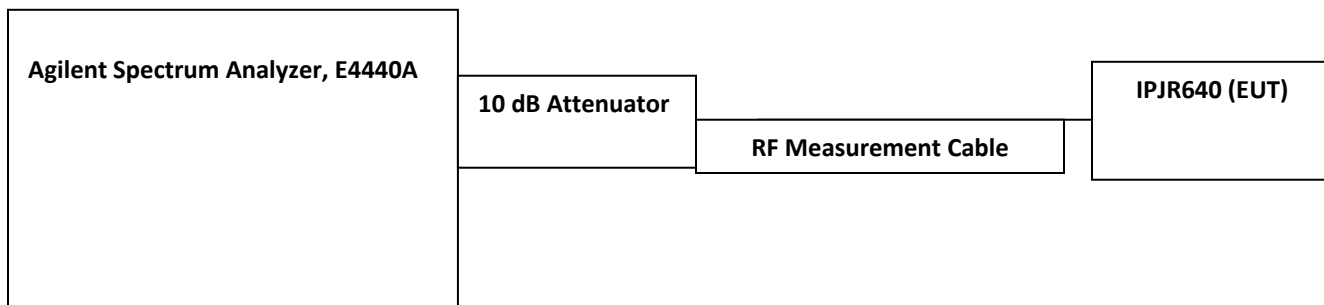 Agilent Spectrum Analyzer, E4440A
10 dB Attenuator
RF Measurement Cable
IPJR640 (EUT)